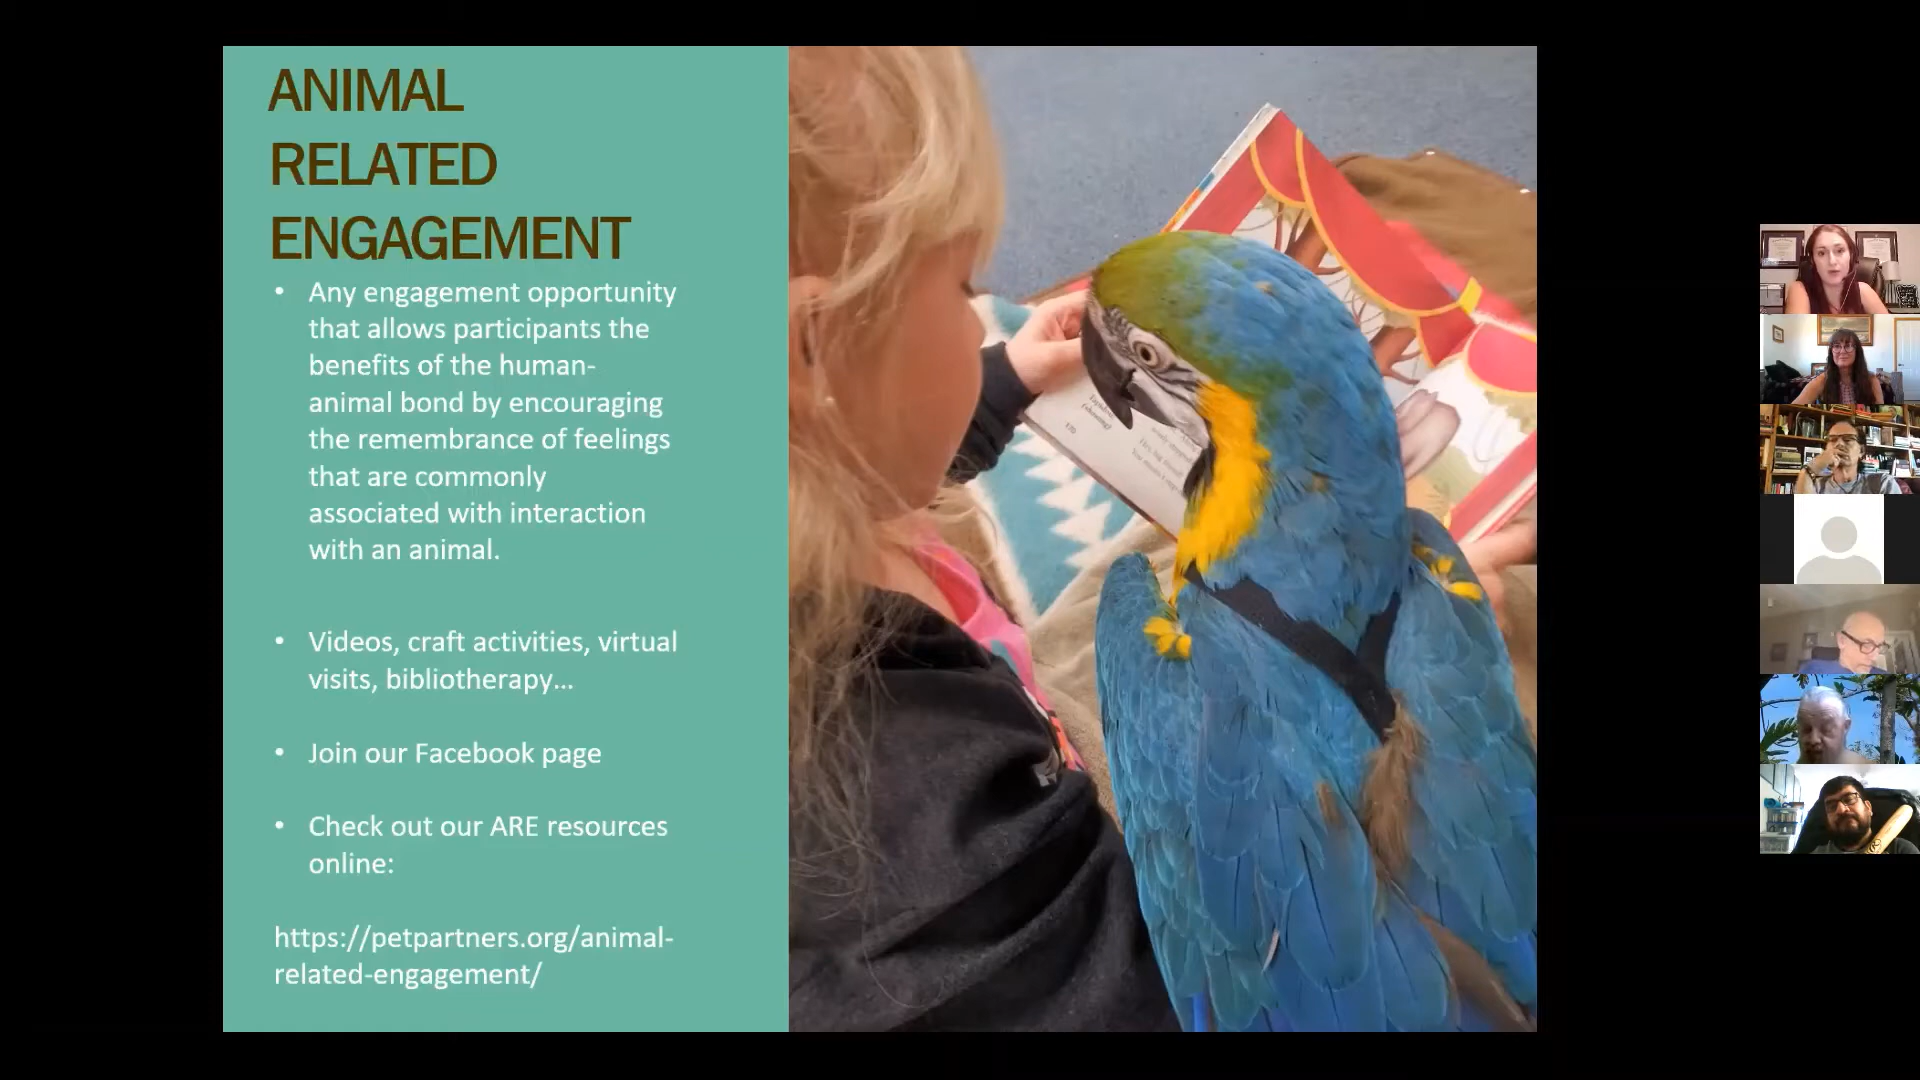 ANIMAL
RELATED
ENGAGEMENT
• Any engagement opportunity
that allows participants the
benefits of the human-
animal bond by encouraging
the remembrance of feelings
that are commonly
associated with interaction
with an animal.
• Videos, craft activities, virtual
visits, bibliotherapy...
• Join our Facebook page
• Check out our ARE resources
online:
https://petpartners.org/animal-
related-engagement/